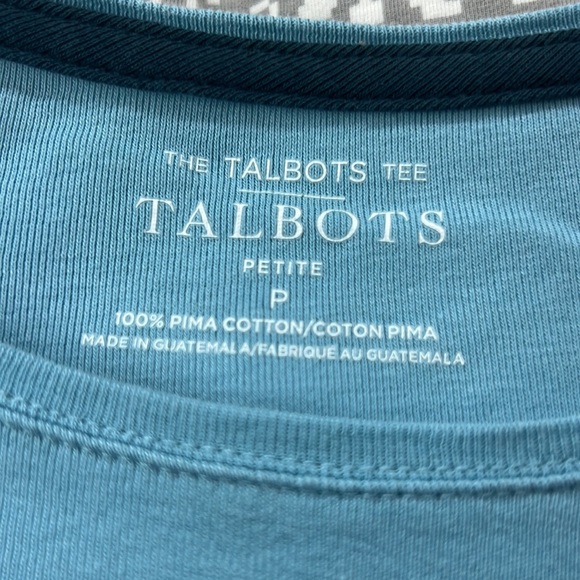 THE TALBOTS TEE
TALBOTS
PETITE
P
100% PIMA COTTON/COTON PIMA
MADE IN GUATEMALA/FABRIQUE AU GUATEMALA